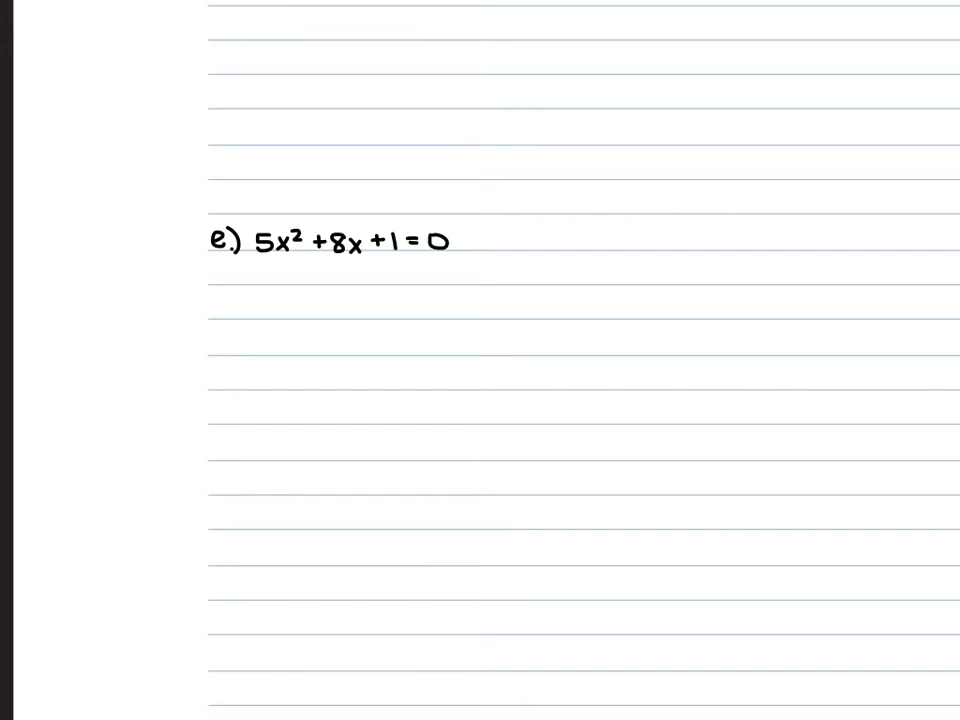 e.) 5x² + 8x + 1 = 0